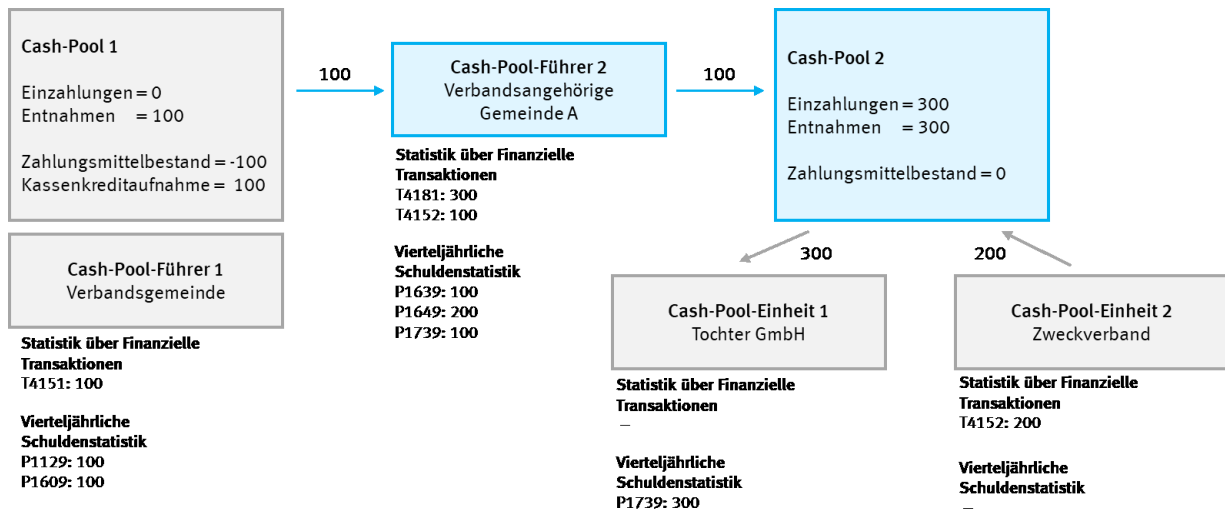 Cash-Pool 1
Einzahlungen = 0
Entnahmen = 100
Zahlungsmittelbestand = -100
Kassenkreditaufnahme = 100
Cash-Pool-Führer 1
Verbandsgemeinde
Statistik über Finanzielle
Transaktionen
T4151: 100
Vierteljährliche
Schuldenstatistik
P1129: 100
P1609: 100
100
Cash-Pool-Führer 2
Verbandsangehörige
Gemeinde A
Statistik über Finanzielle
Transaktionen
T4181: 300
T4152: 100
Vierteljährliche
Schuldenstatistik
P1639: 100
P1649: 200
P1739: 100
100
Cash-Pool 2
Einzahlungen = 300
Entnahmen = 300
Zahlungsmittelbestand = 0
300
200
Cash-Pool-Einheit 1
Tochter GmbH
Statistik über Finanzielle
Transaktionen
–
Vierteljährliche
Schuldenstatistik
P1739: 300
Cash-Pool-Einheit 2
Zweckverband
Statistik über Finanzielle
Transaktionen
T4152: 200
Vierteljährliche
Schuldenstatistik
–